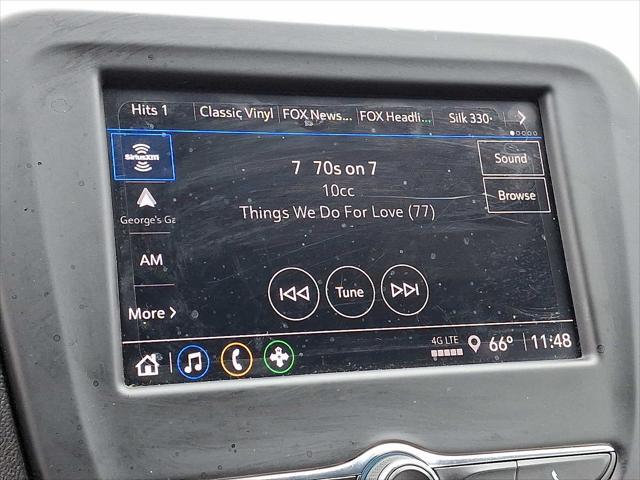 Hits 1 Classic Vinyl FOX News... FOX Headli... Silk 330·
SiriusXM
7 70s on 7
Sound
10cc
Browse
Things We Do For Love (77)
George's Ga
AM
Tune
More
4G LTE 66° 11:48